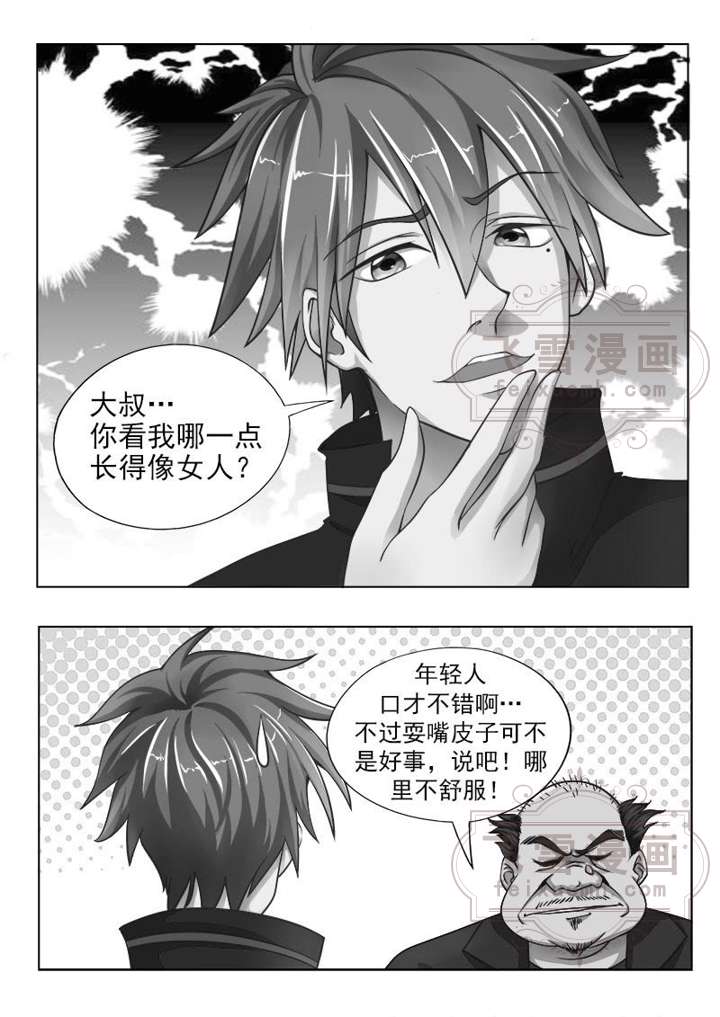 飞雪漫画
feixuemh.com
大叔…
你看我哪一点
长得像女人？
年轻人
口才不错啊…
不过耍嘴皮子可不
是好事，说吧！哪
里不舒服！
飞雪漫画
feixuemh.com